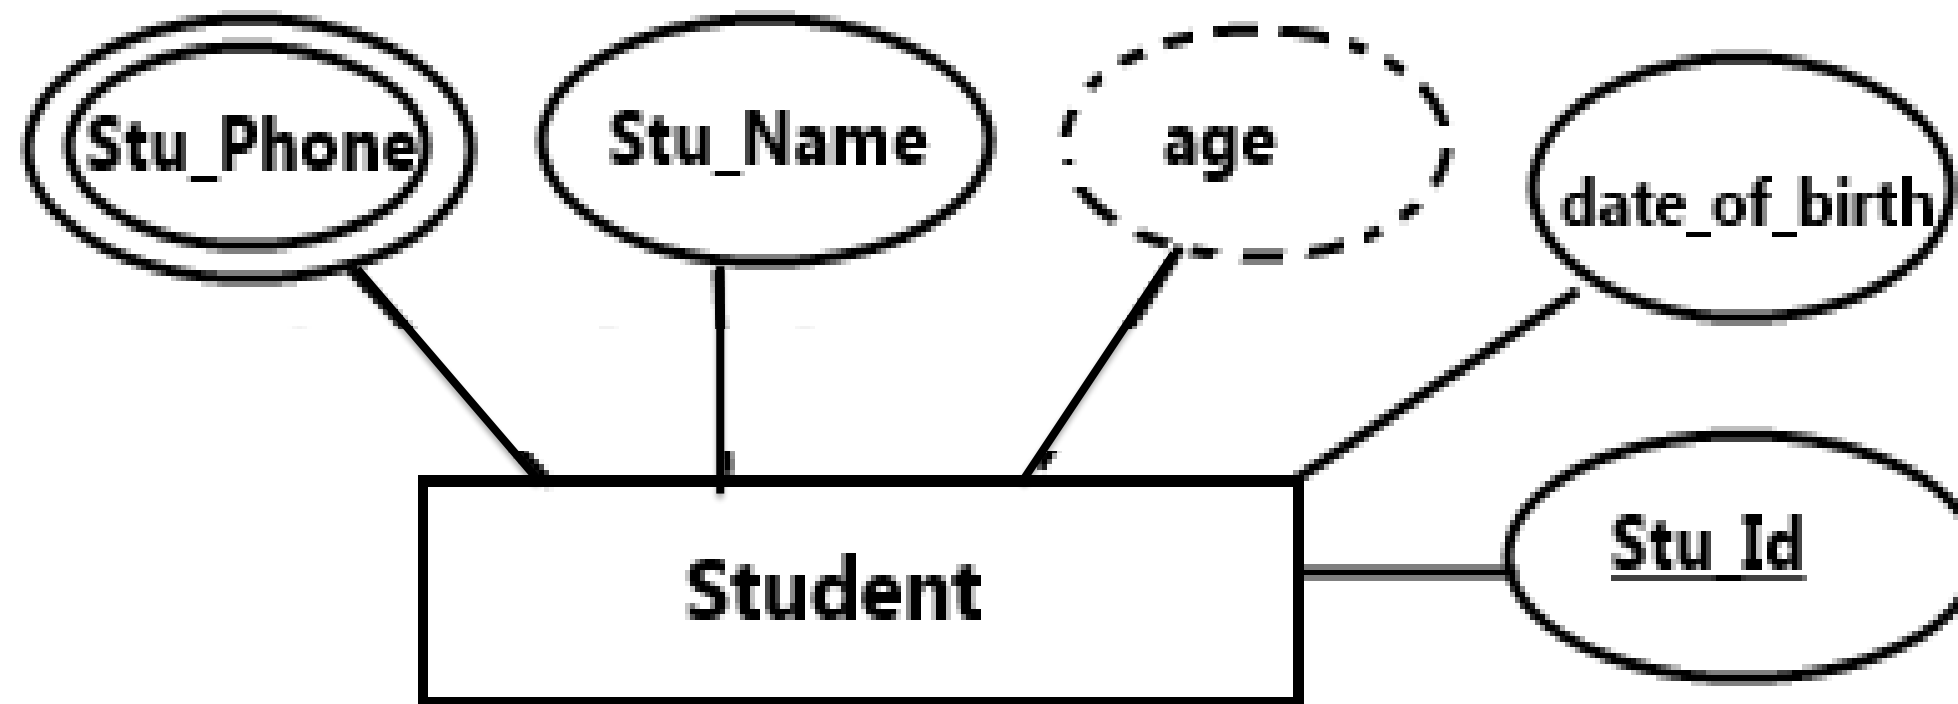 Stu_Phone
Stu_Name
age
date_of_birth
Stu_Id
Student